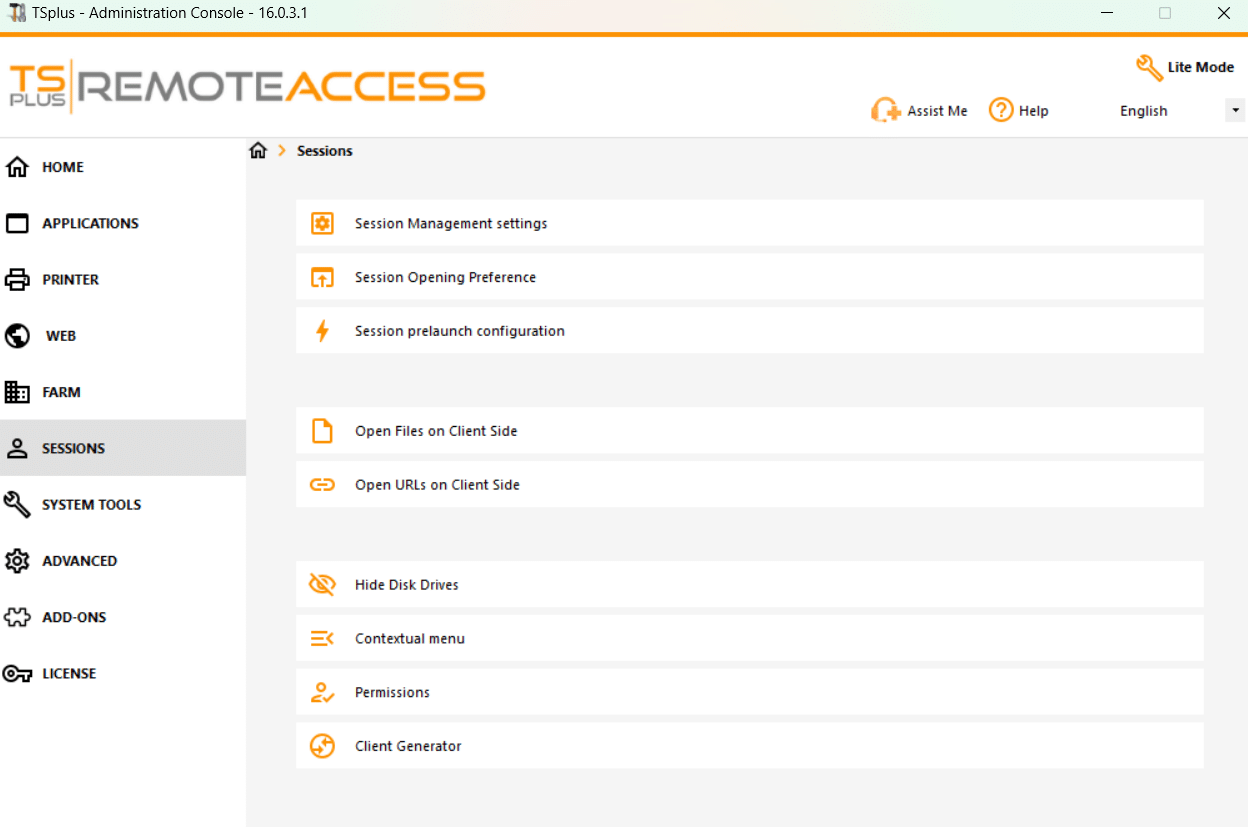 TSplus - Administration Console - 16.0.3.1
TS PLUS REMOTEACCESS
Lite Mode
Assist Me
Help
English
HOME
APPLICATIONS
PRINTER
WEB
FARM
SESSIONS
SYSTEM TOOLS
ADVANCED
ADD-ONS
LICENSE
Sessions
Session Management settings
Session Opening Preference
Session prelaunch configuration
Open Files on Client Side
Open URLs on Client Side
Hide Disk Drives
Contextual menu
Permissions
Client Generator